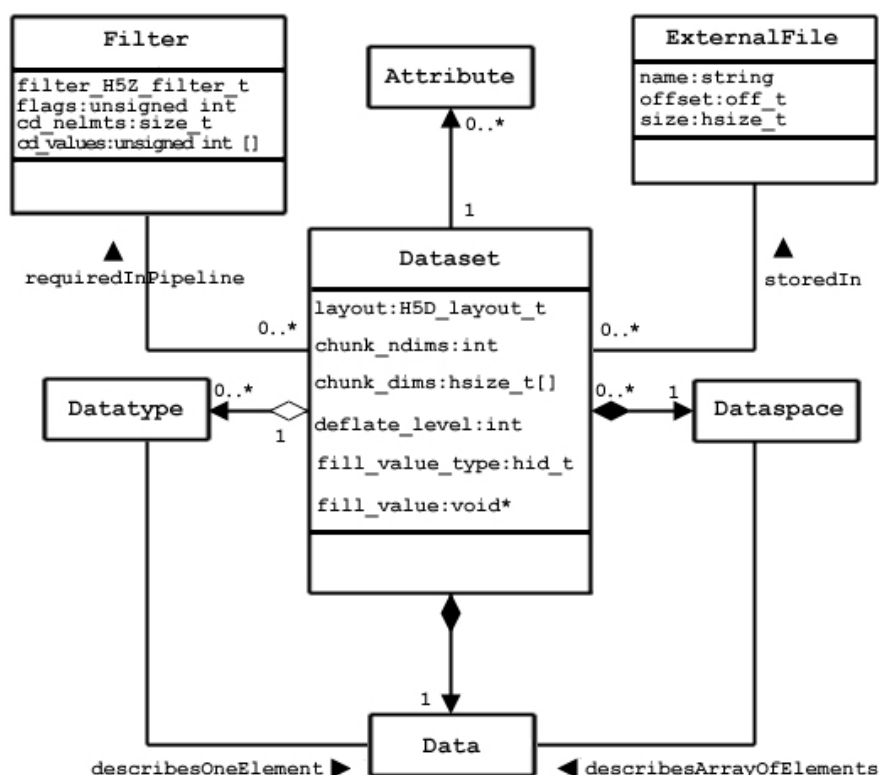 Filter
filter_H5Z_filter_t
flags:unsigned int
cd_nelmts:size_t
cd_values:unsigned int []
Attribute
0..*
1
ExternalFile
name:string
offset:off_t
size:hsize_t
requiredInPipeline
0..*
storedIn
0..*
Dataset
layout:H5D_layout_t
chunk_ndims:int
chunk_dims:hsize_t[]
deflate_level:int
fill_value_type:hid_t
fill_value:void*
Datatype
0..*
1
0..*
1
Dataspace
1
Data
describesOneElement
describesArrayOfElements